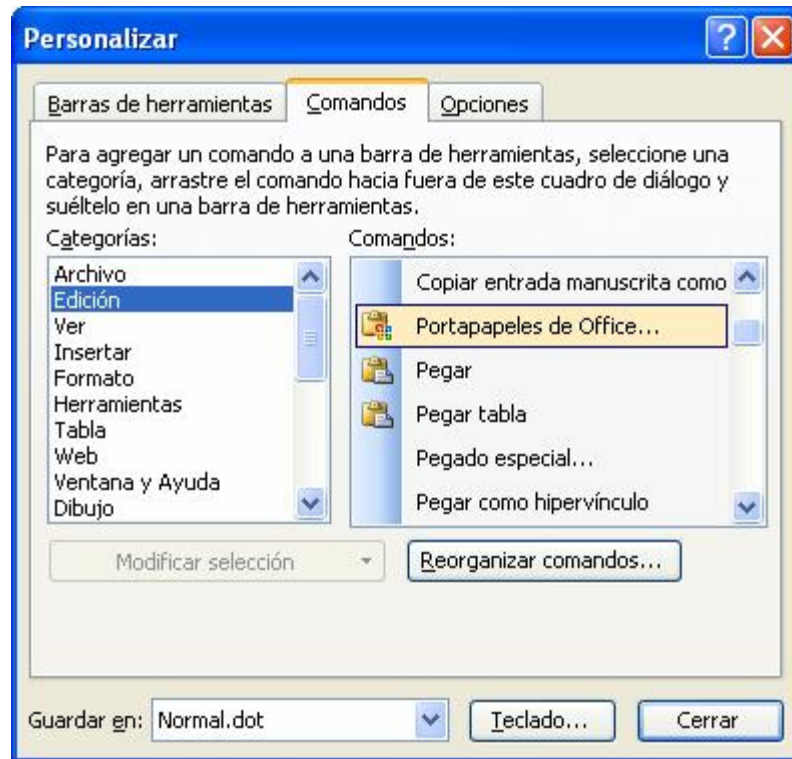 Personalizar
Barras de herramientas
Comandos
Opciones
Para agregar un comando a una barra de herramientas, seleccione una
categoría, arrastre el comando hacia fuera de este cuadro de diálogo y
suéltelo en una barra de herramientas.
Categorías:
Archivo
Edición
Ver
Insertar
Formato
Herramientas
Tabla
Web
Ventana y Ayuda
Dibujo
Comandos:
Copiar entrada manuscrita como
Portapapeles de Office...
Pegar
Pegar tabla
Pegado especial...
Pegar como hipervínculo
Modificar selección
Reorganizar comandos...
Guardar en:
Normal.dot
Teclado...
Cerrar